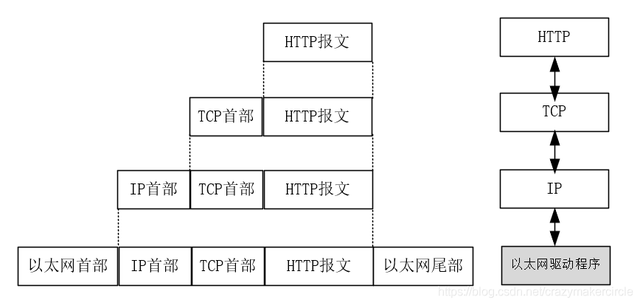 HTTP报文 HTTP
TCP首部 HTTP报文 TCP
IP首部 TCP首部 HTTP报文 IP
以太网首部 IP首部 TCP首部 HTTP报文 以太网尾部 以太网驱动程序
https://blog.csdn.net/crazymakercircle